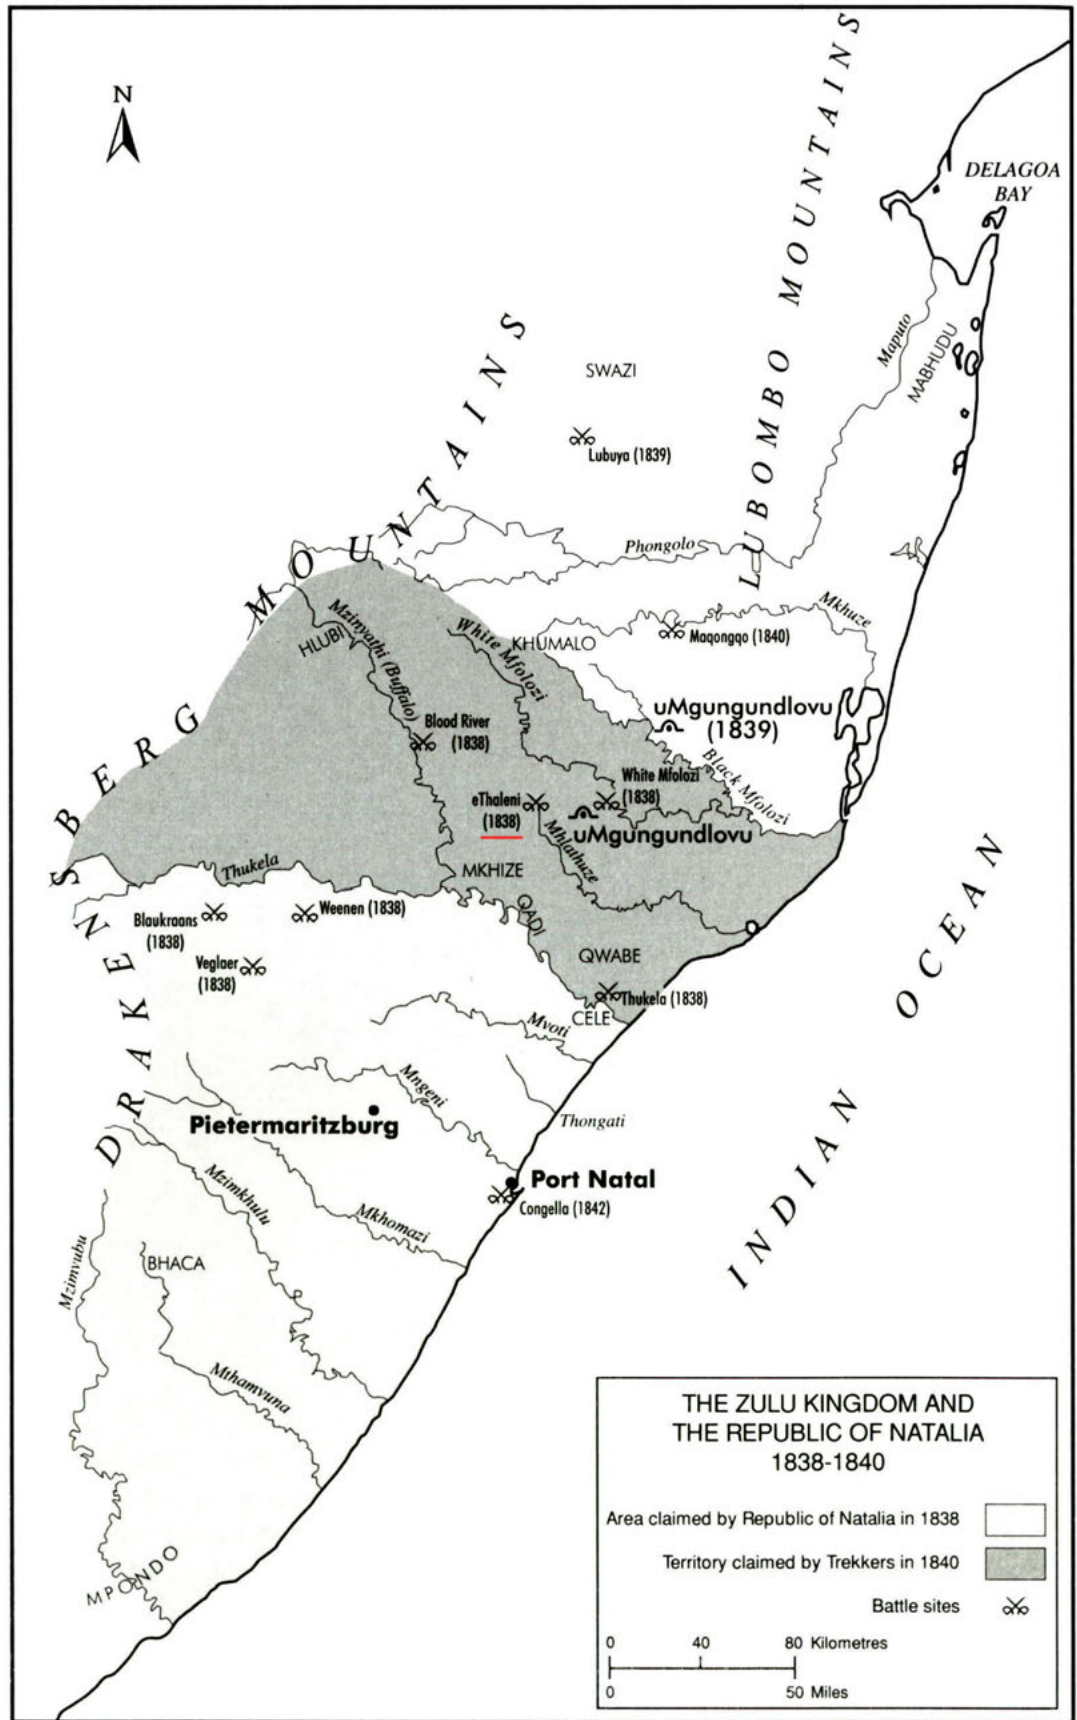 N
DELAGOA
BAY
LUBOMBO MOUNTAINS
Maputo
MABHUDU
SWAZI
Lubuya (1839)
DRAKENSBERG MOUNTAINS
Phongolo
Mkhuze
Maqongqo (1840)
KHUMALO
HLUBI
Mzinyathi (Buffalo)
White Mfolozi
uMgungundlovu
(1839)
Black Mfolozi
Blood River
(1838)
White Mfolozi
(1838)
eThaleni
(1838)
uMgungundlovu
Mhlathuze
MKHIZE
Thukela
QADI
QWABE
Blaukraans
(1838)
Weenen (1838)
Veglaer
(1838)
Thukela (1838)
CELE
Mvoti
Mngeni
Thongati
Pietermaritzburg
Port Natal
Congella (1842)
Mzimkhulu
Mkhomazi
Mzimvubu
BHACA
Mthamvuna
MPONDO
INDIAN OCEAN
THE ZULU KINGDOM AND
THE REPUBLIC OF NATALIA
1838-1840
Area claimed by Republic of Natalia in 1838
Territory claimed by Trekkers in 1840
Battle sites
0 40 80 Kilometres
0 50 Miles